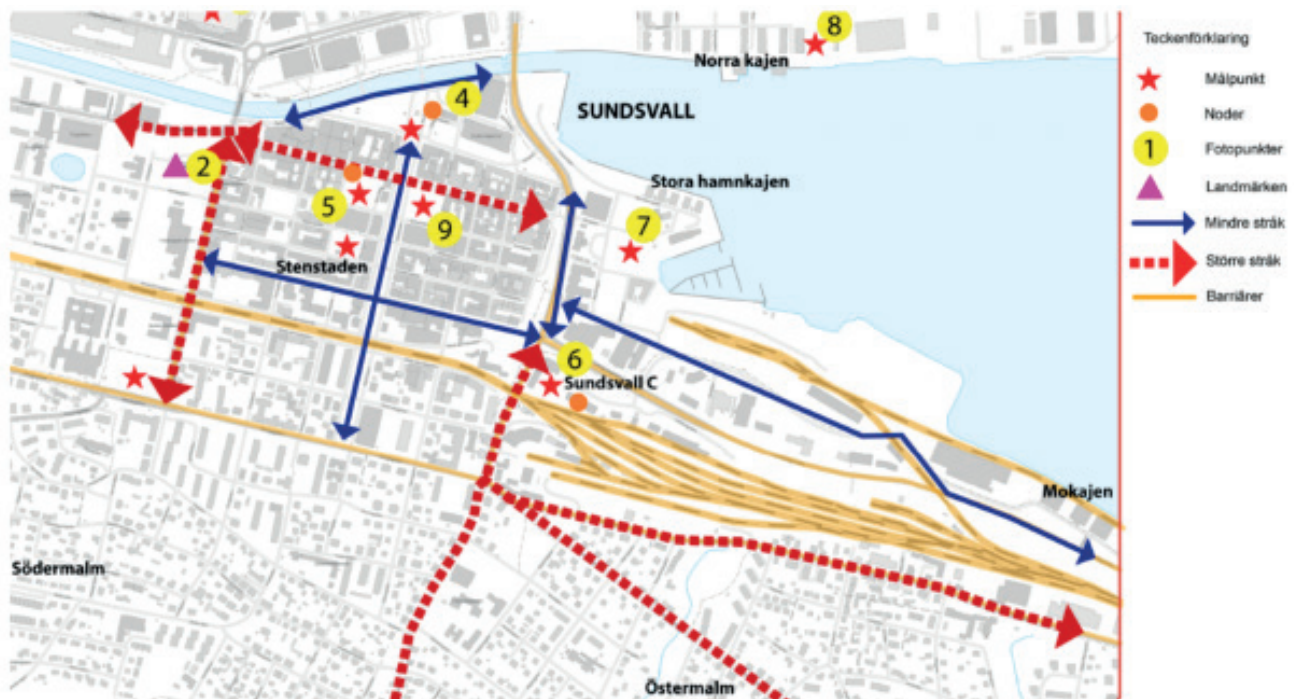 8
Norra kajen
4
SUNDSVALL
2
Stora hamnkajen
5
9
7
Stenstaden
6
Sundsvall C
Mokajen
Södermalm
Östermalm
Teckenförklaring
Målpunkt
Noder
1
Fotopunkter
Landmärken
Mindre stråk
Större stråk
Barriärer